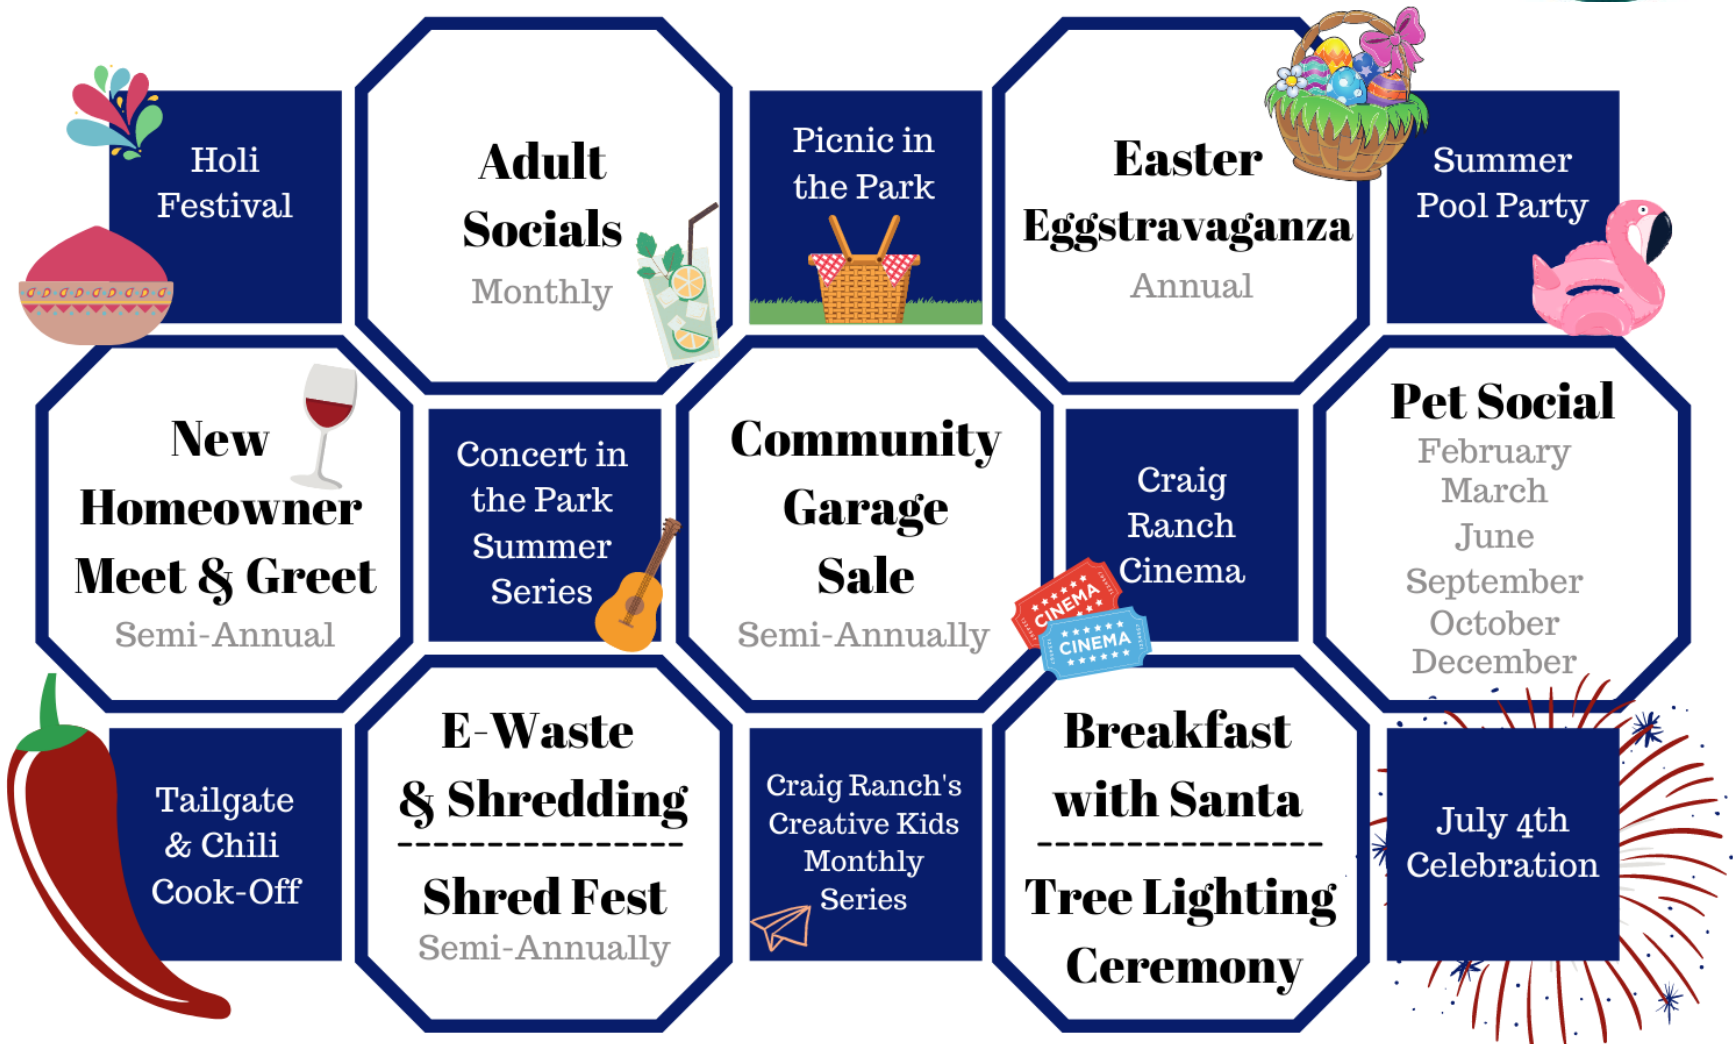 Holi
Festival
Adult
Socials
Monthly
Picnic in
the Park
Easter
Eggstravaganza
Annual
Summer
Pool Party
New
Homeowner
Meet & Greet
Semi-Annual
Concert in
the Park
Summer
Series
Community
Garage
Sale
Semi-Annually
Craig
Ranch
Cinema
CINEMA
CINEMA
Pet Social
February
March
June
September
October
December
Tailgate
& Chili
Cook-Off
E-Waste
& Shredding
Shred Fest
Semi-Annually
Craig Ranch's
Creative Kids
Monthly
Series
Breakfast
with Santa
Tree Lighting
Ceremony
July 4th
Celebration